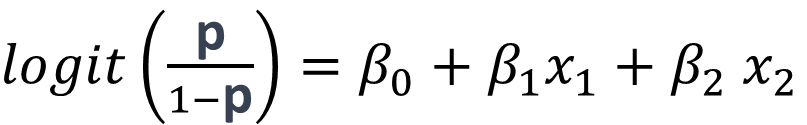 logit(p/1−p) = β₀ + β₁x₁ + β₂ x₂